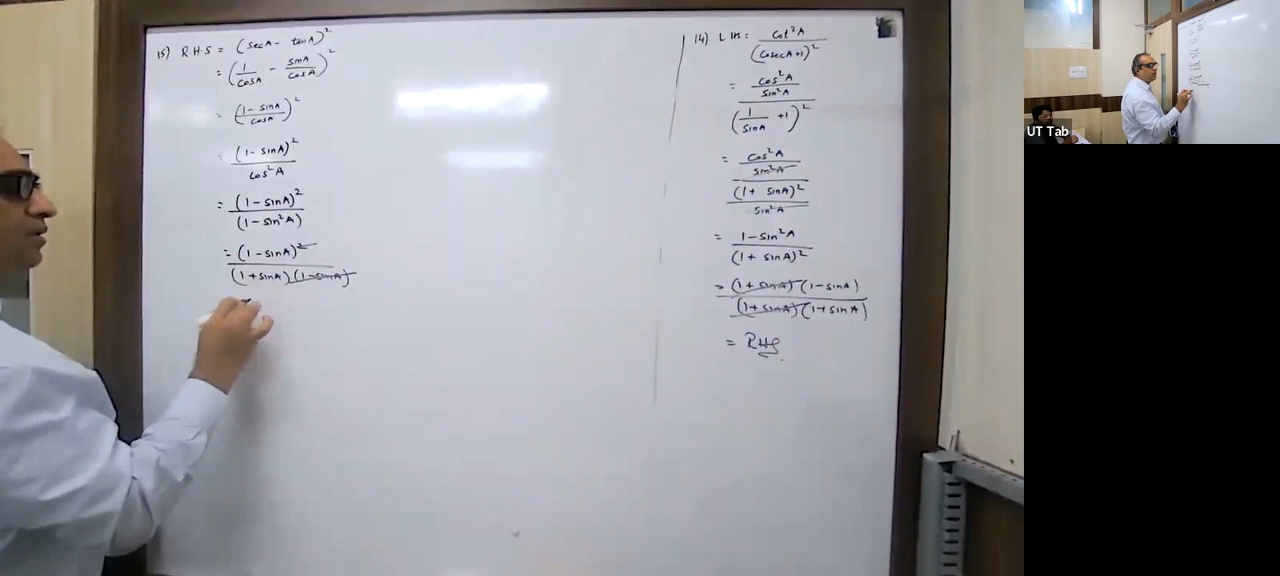 15) RHS = (secA - tanA)²
= (1/cosA - sinA/cosA)²
= ((1 - sinA)/cosA)²
= (1 - sinA)²/cos²A
= (1 - sinA)²/(1 - sin²A)
= (1 - sinA)²/(1 + sinA)(1 - sinA)
14) LH = cot²A/(cosecA + 1)²
= (cos²A/sin²A)/(1/sinA + 1)²
= (cos²A/sin²A)/((1 + sinA)²/sin²A)
= 1 - sin²A/(1 + sinA)²
= (1 + sinA)(1 - sinA)/(1 + sinA)(1 + sinA)
= RHS
UT Tab